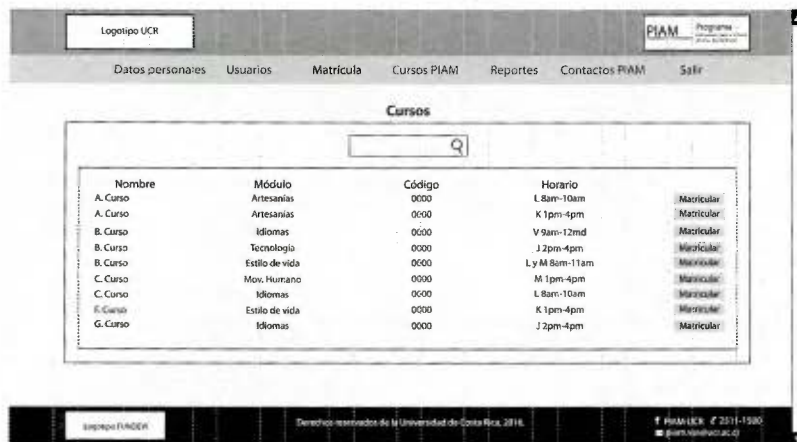 Logotipo UCR
PIAM Programa
Datos personales Usuarios Matrícula Cursos PIAM Reportes Contactos PIAM Salir
Cursos
Nombre Módulo Código Horario
A. Curso Artesanías 0000 L 8am-10am Matricular
A. Curso Artesanías 0000 K 1pm-4pm Matricular
B. Curso Idiomas 0000 V 9am-12md Matricular
B. Curso Tecnología 0000 J 2pm-4pm Matricular
B. Curso Estilo de vida 0000 L y M 8am-11am Matricular
C. Curso Mov. Humano 0000 M 1pm-4pm Matricular
C. Curso Idiomas 0000 L 8am-10am Matricular
F. Curso Estilo de vida 0000 K 1pm-4pm Matricular
G. Curso Idiomas 0000 J 2pm-4pm Matricular
Logotipo FUNDEVI Derechos reservados de la Universidad de Costa Rica, 2016. PIAM UCR 2511-1500